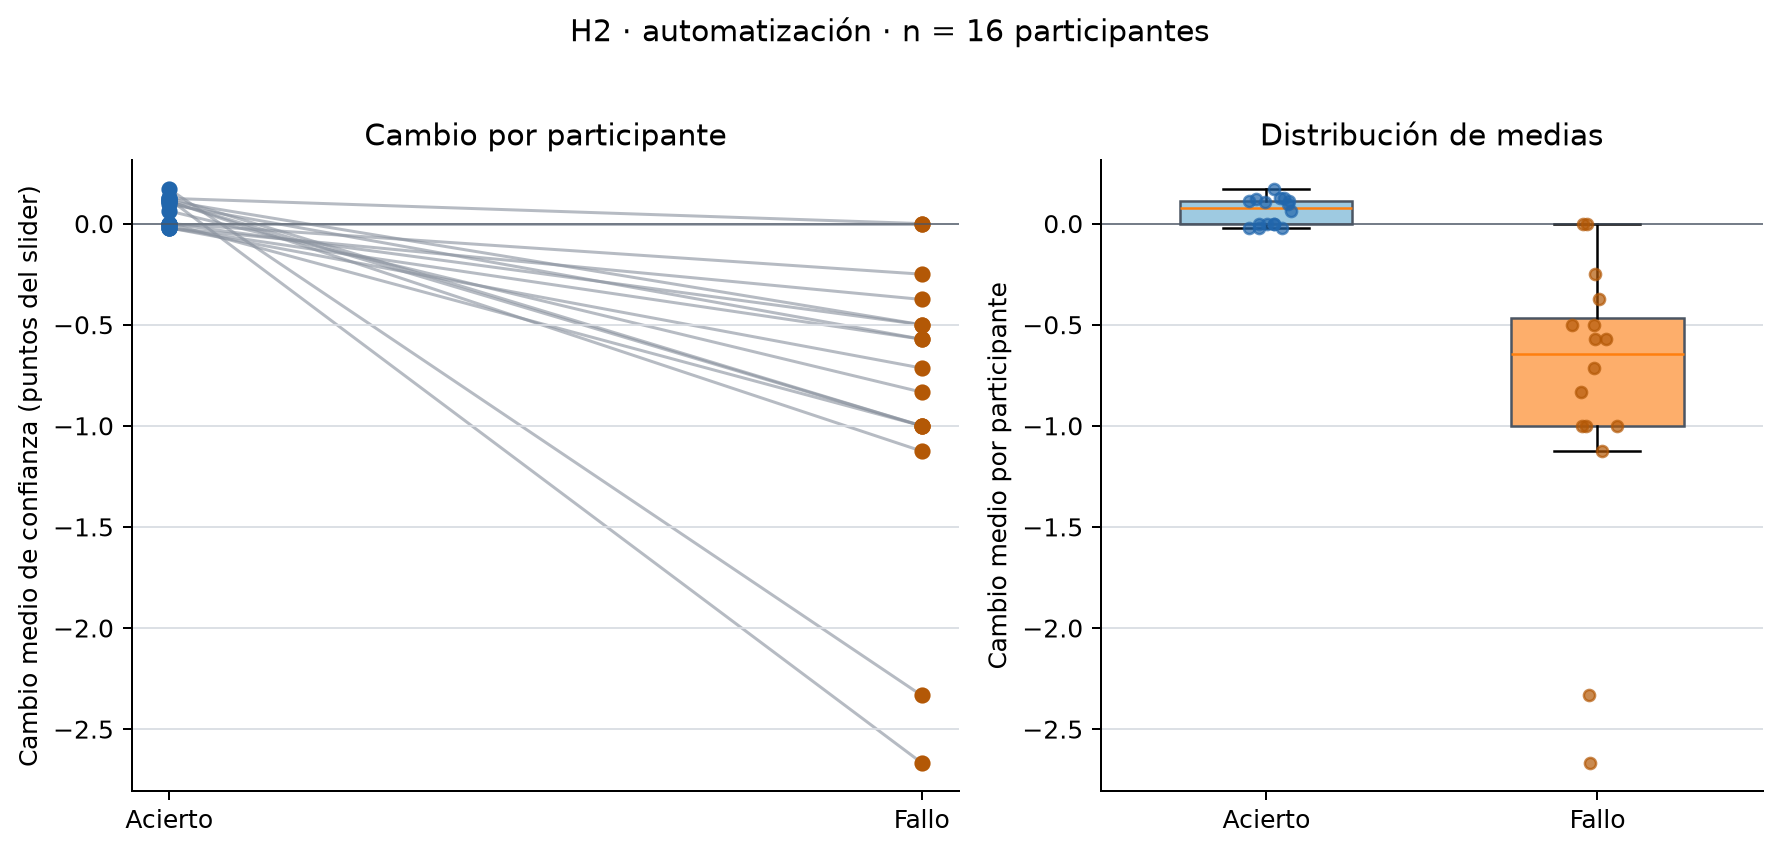 H2 · automatización · n = 16 participantes
Cambio por participante
Cambio medio de confianza (puntos del slider)
0.0
−0.5
−1.0
−1.5
−2.0
−2.5
Acierto
Fallo
Distribución de medias
Cambio medio por participante
0.0
−0.5
−1.0
−1.5
−2.0
−2.5
Acierto
Fallo